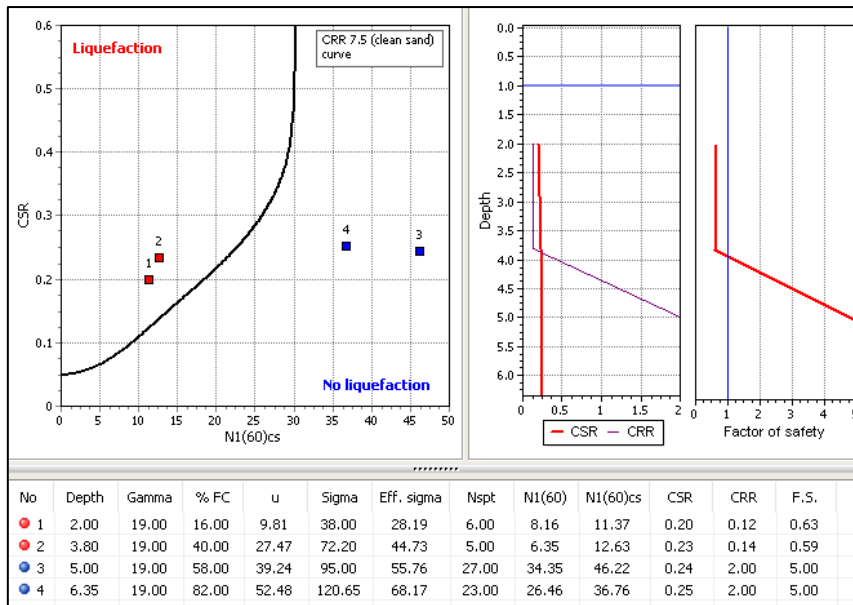 Liquefaction
CRR 7.5 (clean sand)
curve
0.6
0.5
0.4
0.3
0.2
0.1
0
CSR
1
2
4
3
No liquefaction
0 5 10 15 20 25 30 35 40 45 50
N1(60)cs
0.0
0.5
1.0
1.5
2.0
2.5
3.0
3.5
4.0
4.5
5.0
5.5
6.0
Depth
0 0.5 1 1.5 2
CSR CRR
0 1 2 3 4
Factor of safety
No Depth Gamma % FC u Sigma Eff. sigma Nspt N1(60) N1(60)cs CSR CRR F.S.
1 2.00 19.00 16.00 9.81 38.00 28.19 6.00 8.16 11.37 0.20 0.12 0.63
2 3.80 19.00 40.00 27.47 72.20 44.73 5.00 6.35 12.63 0.23 0.14 0.59
3 5.00 19.00 58.00 39.24 95.00 55.76 27.00 34.35 46.22 0.24 2.00 5.00
4 6.35 19.00 82.00 52.48 120.65 68.17 23.00 26.46 36.76 0.25 2.00 5.00